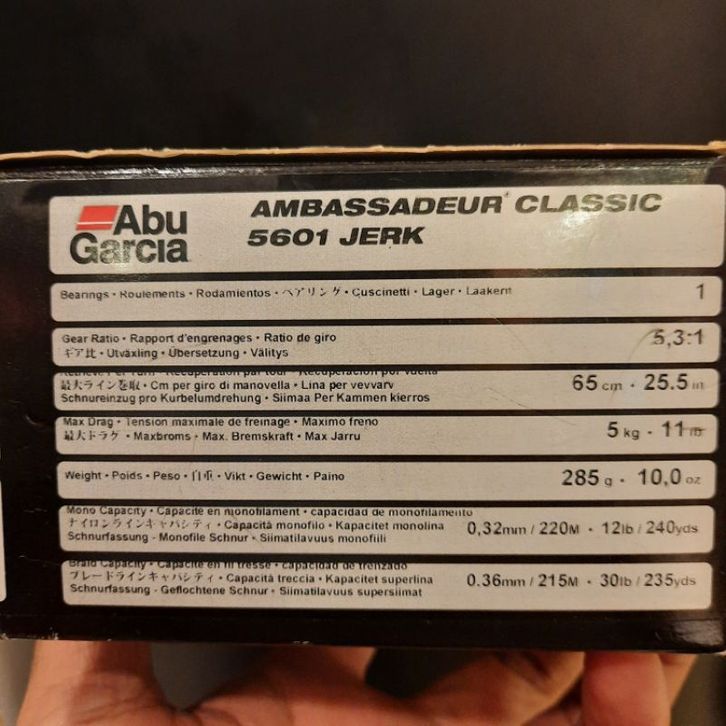 Abu Garcia
AMBASSADEUR CLASSIC
5601 JERK
Bearings • Roulements • Rodamientos • ベアリング • Cuscinetti • Lager • Laakerit 1
Gear Ratio • Rapport d'engrenages • Ratio de giro
ギア比 • Utväxling • Übersetzung • Välitys 5,3:1
Retrieve Per Turn • Récupération par tour • Recuperación por vuelta
最大ライン巻取 • Cm per giro di manovella • Lina per vevvarv 65 cm • 25.5 in
Schnureinzug pro Kurbelumdrehung • Siimaa Per Kammen kierros
Max Drag • Tension maximale de freinage • Maximo freno
最大ドラグ • Maxbroms • Max. Bremskraft • Max Jarru 5 kg • 11 lb
Weight • Poids • Peso • 自重 • Vikt • Gewicht • Paino 285 g • 10,0 oz
Mono Capacity • Capacité en monofilament • capacidad de monofilamento
ナイロンラインキャパシティ • Capacità monofilo • Kapacitet monolina 0,32mm / 220M • 12lb / 240yds
Schnurfassung - Monofile Schnur • Siimatilavuus monofiili
Braid Capacity • Capacité en fil tresse • capacidad de trenzado
ブレードラインキャパシティ • Capacità treccia • Kapacitet superlina 0.36mm / 215M • 30lb / 235yds
Schnurfassung - Geflochtene Schnur • Siimatilavuus supersiimat